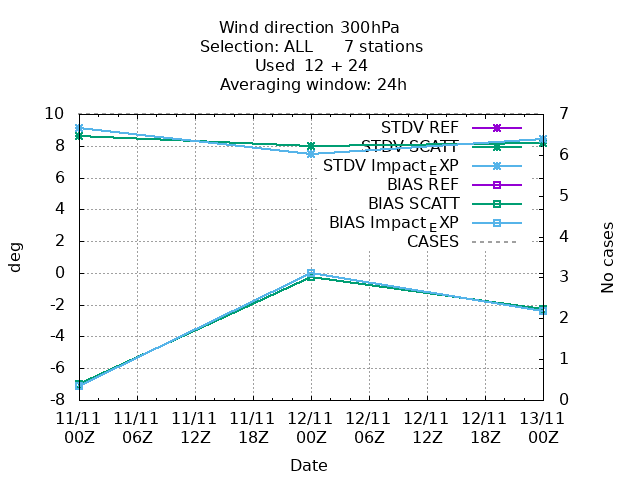 Wind direction 300hPa
Selection: ALL 7 stations
Used 12 + 24
Averaging window: 24h
10 7
8 6
6 5
4 4
2
0 3
-2 2
-4
-6 1
-8 0
deg
No cases
STDV REF
STDV SCATT
STDV Impact_EXP
BIAS REF
BIAS SCATT
BIAS Impact_EXP
CASES
11/11 11/11 11/11 11/11 12/11 12/11 12/11 12/11 13/11
00Z 06Z 12Z 18Z 00Z 06Z 12Z 18Z 00Z
Date